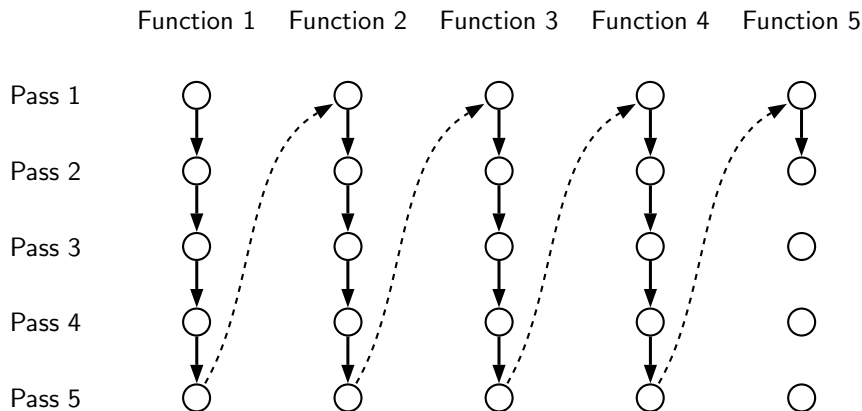 Function 1 Function 2 Function 3 Function 4 Function 5
Pass 1
Pass 2
Pass 3
Pass 4
Pass 5